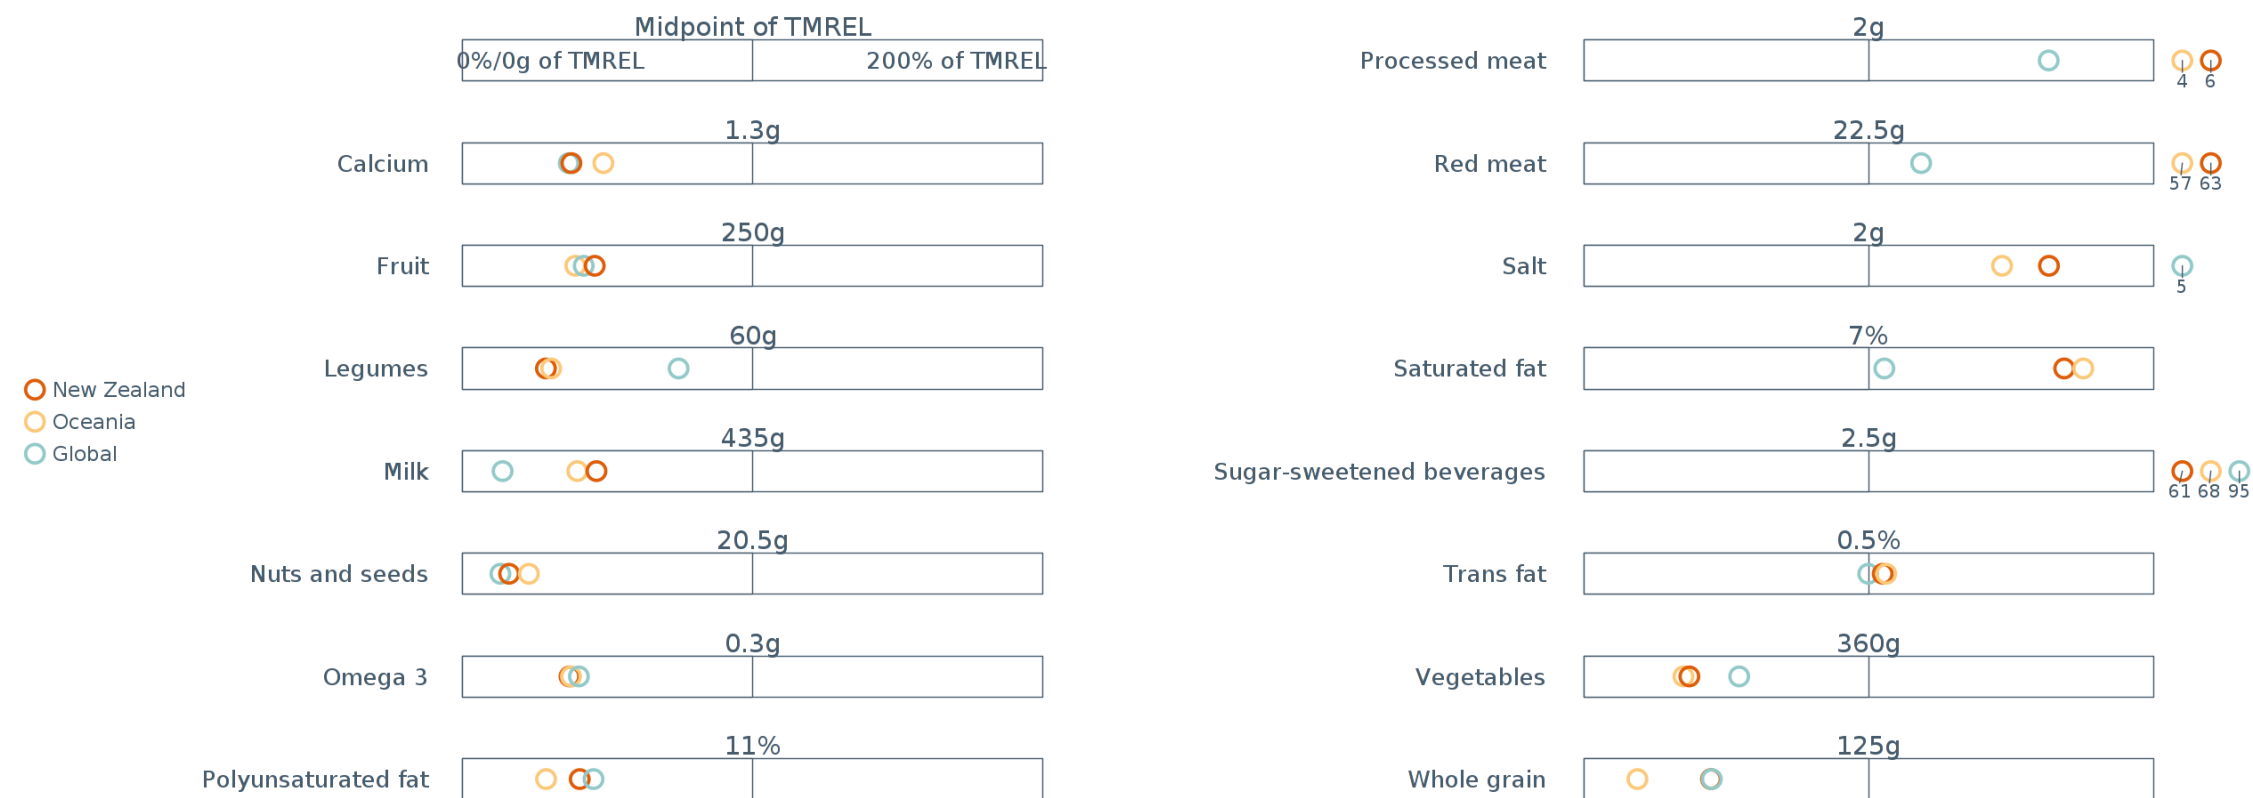 Midpoint of TMREL
0%/0g of TMREL 200% of TMREL
1.3g
Calcium
250g
Fruit
60g
Legumes
New Zealand
Oceania
Global
435g
Milk
20.5g
Nuts and seeds
0.3g
Omega 3
11%
Polyunsaturated fat
2g
Processed meat
4 6
22.5g
Red meat
57 63
2g
Salt
5
7%
Saturated fat
2.5g
Sugar-sweetened beverages
61 68 95
0.5%
Trans fat
360g
Vegetables
125g
Whole grain